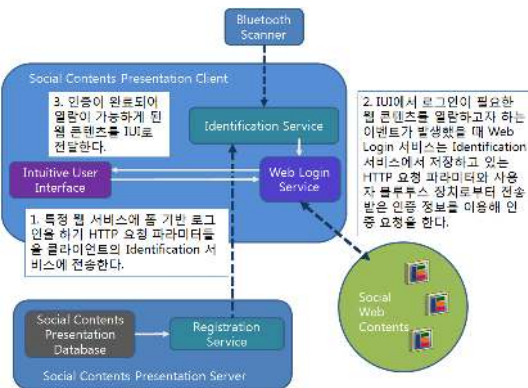 Bluetooth
Scanner
Social Contents Presentation Client
3. 인증이 완료되어
열람이 가능하게 된
웹 콘텐츠를 IUI로
전달한다.
Identification Service
Intuitive User
Interface
Web Login
Service
2. IUI에서 로그인이 필요한
웹 콘텐츠를 열람하고자 하는
이벤트가 발생했을 때 Web
Login 서비스는 Identification
서비스에서 저장하고 있는
HTTP 요청 파라미터와 사용
자 블루투스 장치로부터 전송
받은 인증 정보를 이용해 인
증 요청을 한다.
1. 특정 웹 서비스에 폼 기반 로그
인을 하기 HTTP 요청 파라미터들
을 클라이언트의 Identification 서
비스에 전송한다.
Social
Web
Contents
Social Contents
Presentation
Database
Registration
Service
Social Contents Presentation Server